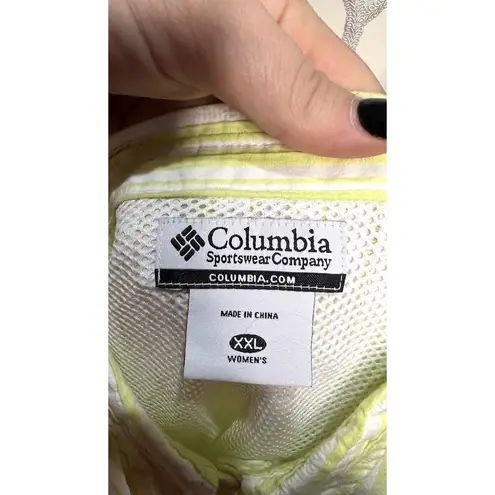 Columbia
Sportswear Company
COLUMBIA.COM
MADE IN CHINA
XXL
WOMEN'S